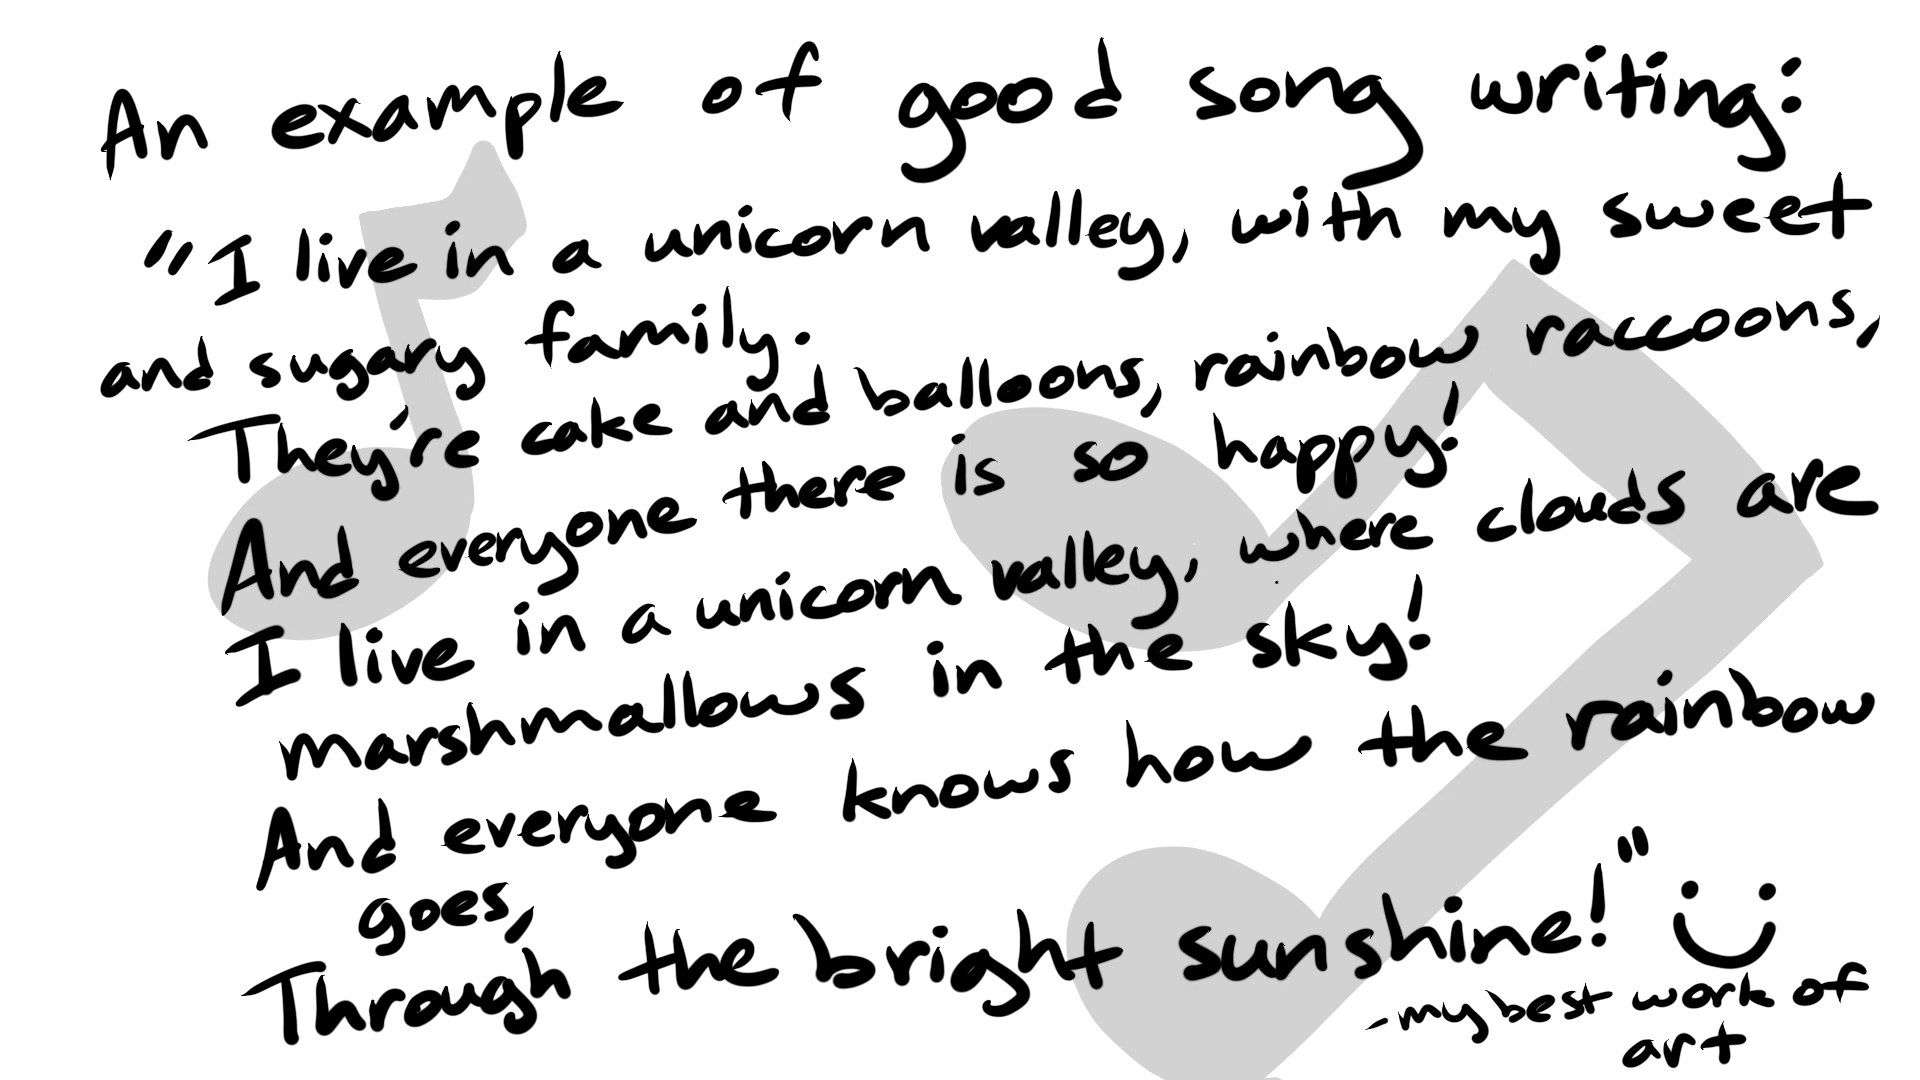 An example of good song writing:
"I live in a unicorn valley, with my sweet
and sugary family.
They're cake and balloons, rainbow raccoons,
And everyone there is so happy!
I live in a unicorn valley, where clouds are
marshmallows in the sky!
And everyone knows how the rainbow
goes,
Through the bright sunshine!"
-my best work of
art